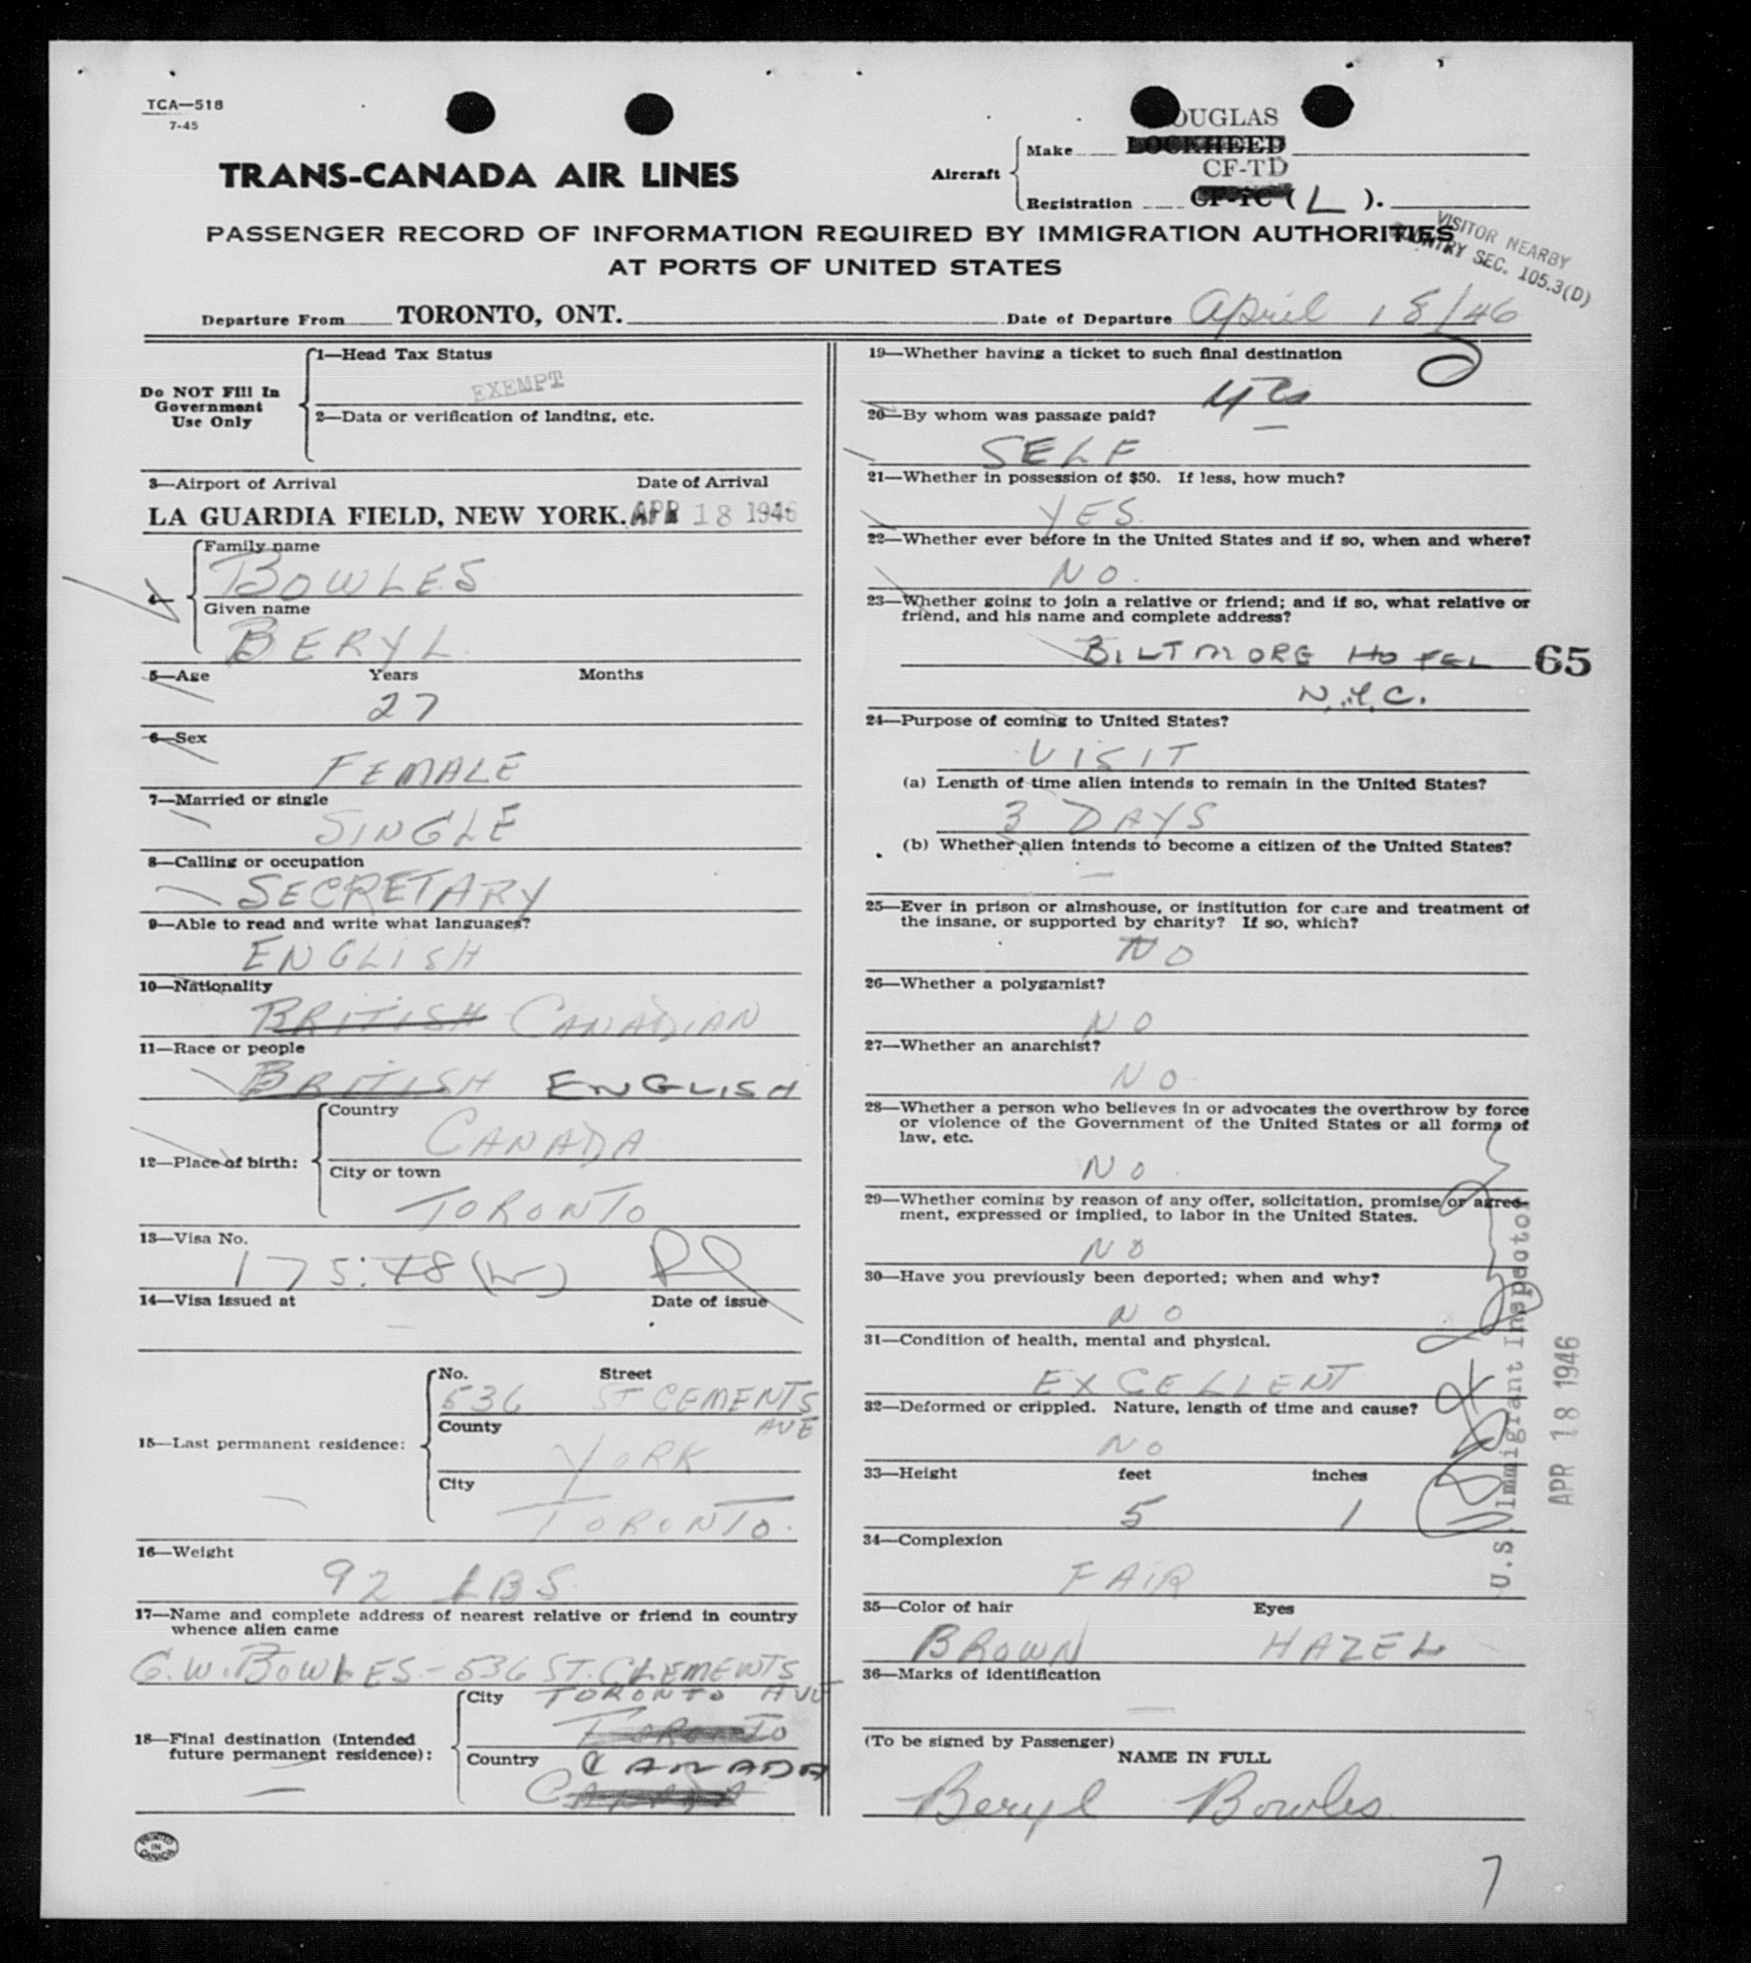 TCA—518
7-45
TRANS-CANADA AIR LINES
Aircraft
Make
DOUGLAS
LOCKHEED
CF-TD
Registration
CF-TC ( L ).
PASSENGER RECORD OF INFORMATION REQUIRED BY IMMIGRATION AUTHORITIES
AT PORTS OF UNITED STATES
VISITOR NEARBY
COUNTRY SEC. 105.3(D)
Departure From TORONTO, ONT.
Date of Departure April 18/46
Do NOT Fill In
Government
Use Only
1—Head Tax Status
EXEMPT
2—Data or verification of landing, etc.
3—Airport of Arrival Date of Arrival
LA GUARDIA FIELD, NEW YORK. APR 18 1946
4—
Family name
BOWLES
Given name
BERYL
5—Age Years Months
27
6—Sex
FEMALE
7—Married or single
SINGLE
8—Calling or occupation
SECRETARY
9—Able to read and write what languages?
ENGLISH
10—Nationality
BRITISH CANADIAN
11—Race or people
BRITISH ENGLISH
12—Place of birth:
Country
CANADA
City or town
TORONTO
13—Visa No.
175:48 (W)
14—Visa issued at Date of issue
—
15—Last permanent residence:
No. Street
536 ST CEMENTS
AVE
County
YORK
City
TORONTO.
16—Weight
92 LBS
17—Name and complete address of nearest relative or friend in country
whence alien came
G.W. BOWLES - 536 ST. CLEMENTS
TORONTO AVE
18—Final destination (Intended
future permanent residence):
—
City
TORONTO
Country
CANADA
CANADA
PRINTED
IN
CANADA
19—Whether having a ticket to such final destination
Yes
20—By whom was passage paid?
SELF
21—Whether in possession of $50. If less, how much?
YES
22—Whether ever before in the United States and if so, when and where?
NO.
23—Whether going to join a relative or friend; and if so, what relative or
friend, and his name and complete address?
BILTMORE HOTEL
N.Y.C.
65
24—Purpose of coming to United States?
VISIT
(a) Length of time alien intends to remain in the United States?
3 DAYS
(b) Whether alien intends to become a citizen of the United States?
—
25—Ever in prison or almshouse, or institution for care and treatment of
the insane, or supported by charity? If so, which?
NO
26—Whether a polygamist?
NO
27—Whether an anarchist?
NO
28—Whether a person who believes in or advocates the overthrow by force
or violence of the Government of the United States or all forms of
law, etc.
NO
29—Whether coming by reason of any offer, solicitation, promise or agree-
ment, expressed or implied, to labor in the United States.
NO
30—Have you previously been deported; when and why?
NO
31—Condition of health, mental and physical.
EXCELLENT
32—Deformed or crippled. Nature, length of time and cause?
NO
33—Height feet inches
5 1
34—Complexion
FAIR
35—Color of hair Eyes
BROWN HAZEL
36—Marks of identification
—
(To be signed by Passenger)
NAME IN FULL
Beryl Bowles
U.S. Immigrant Inspector
APR 18 1946
7